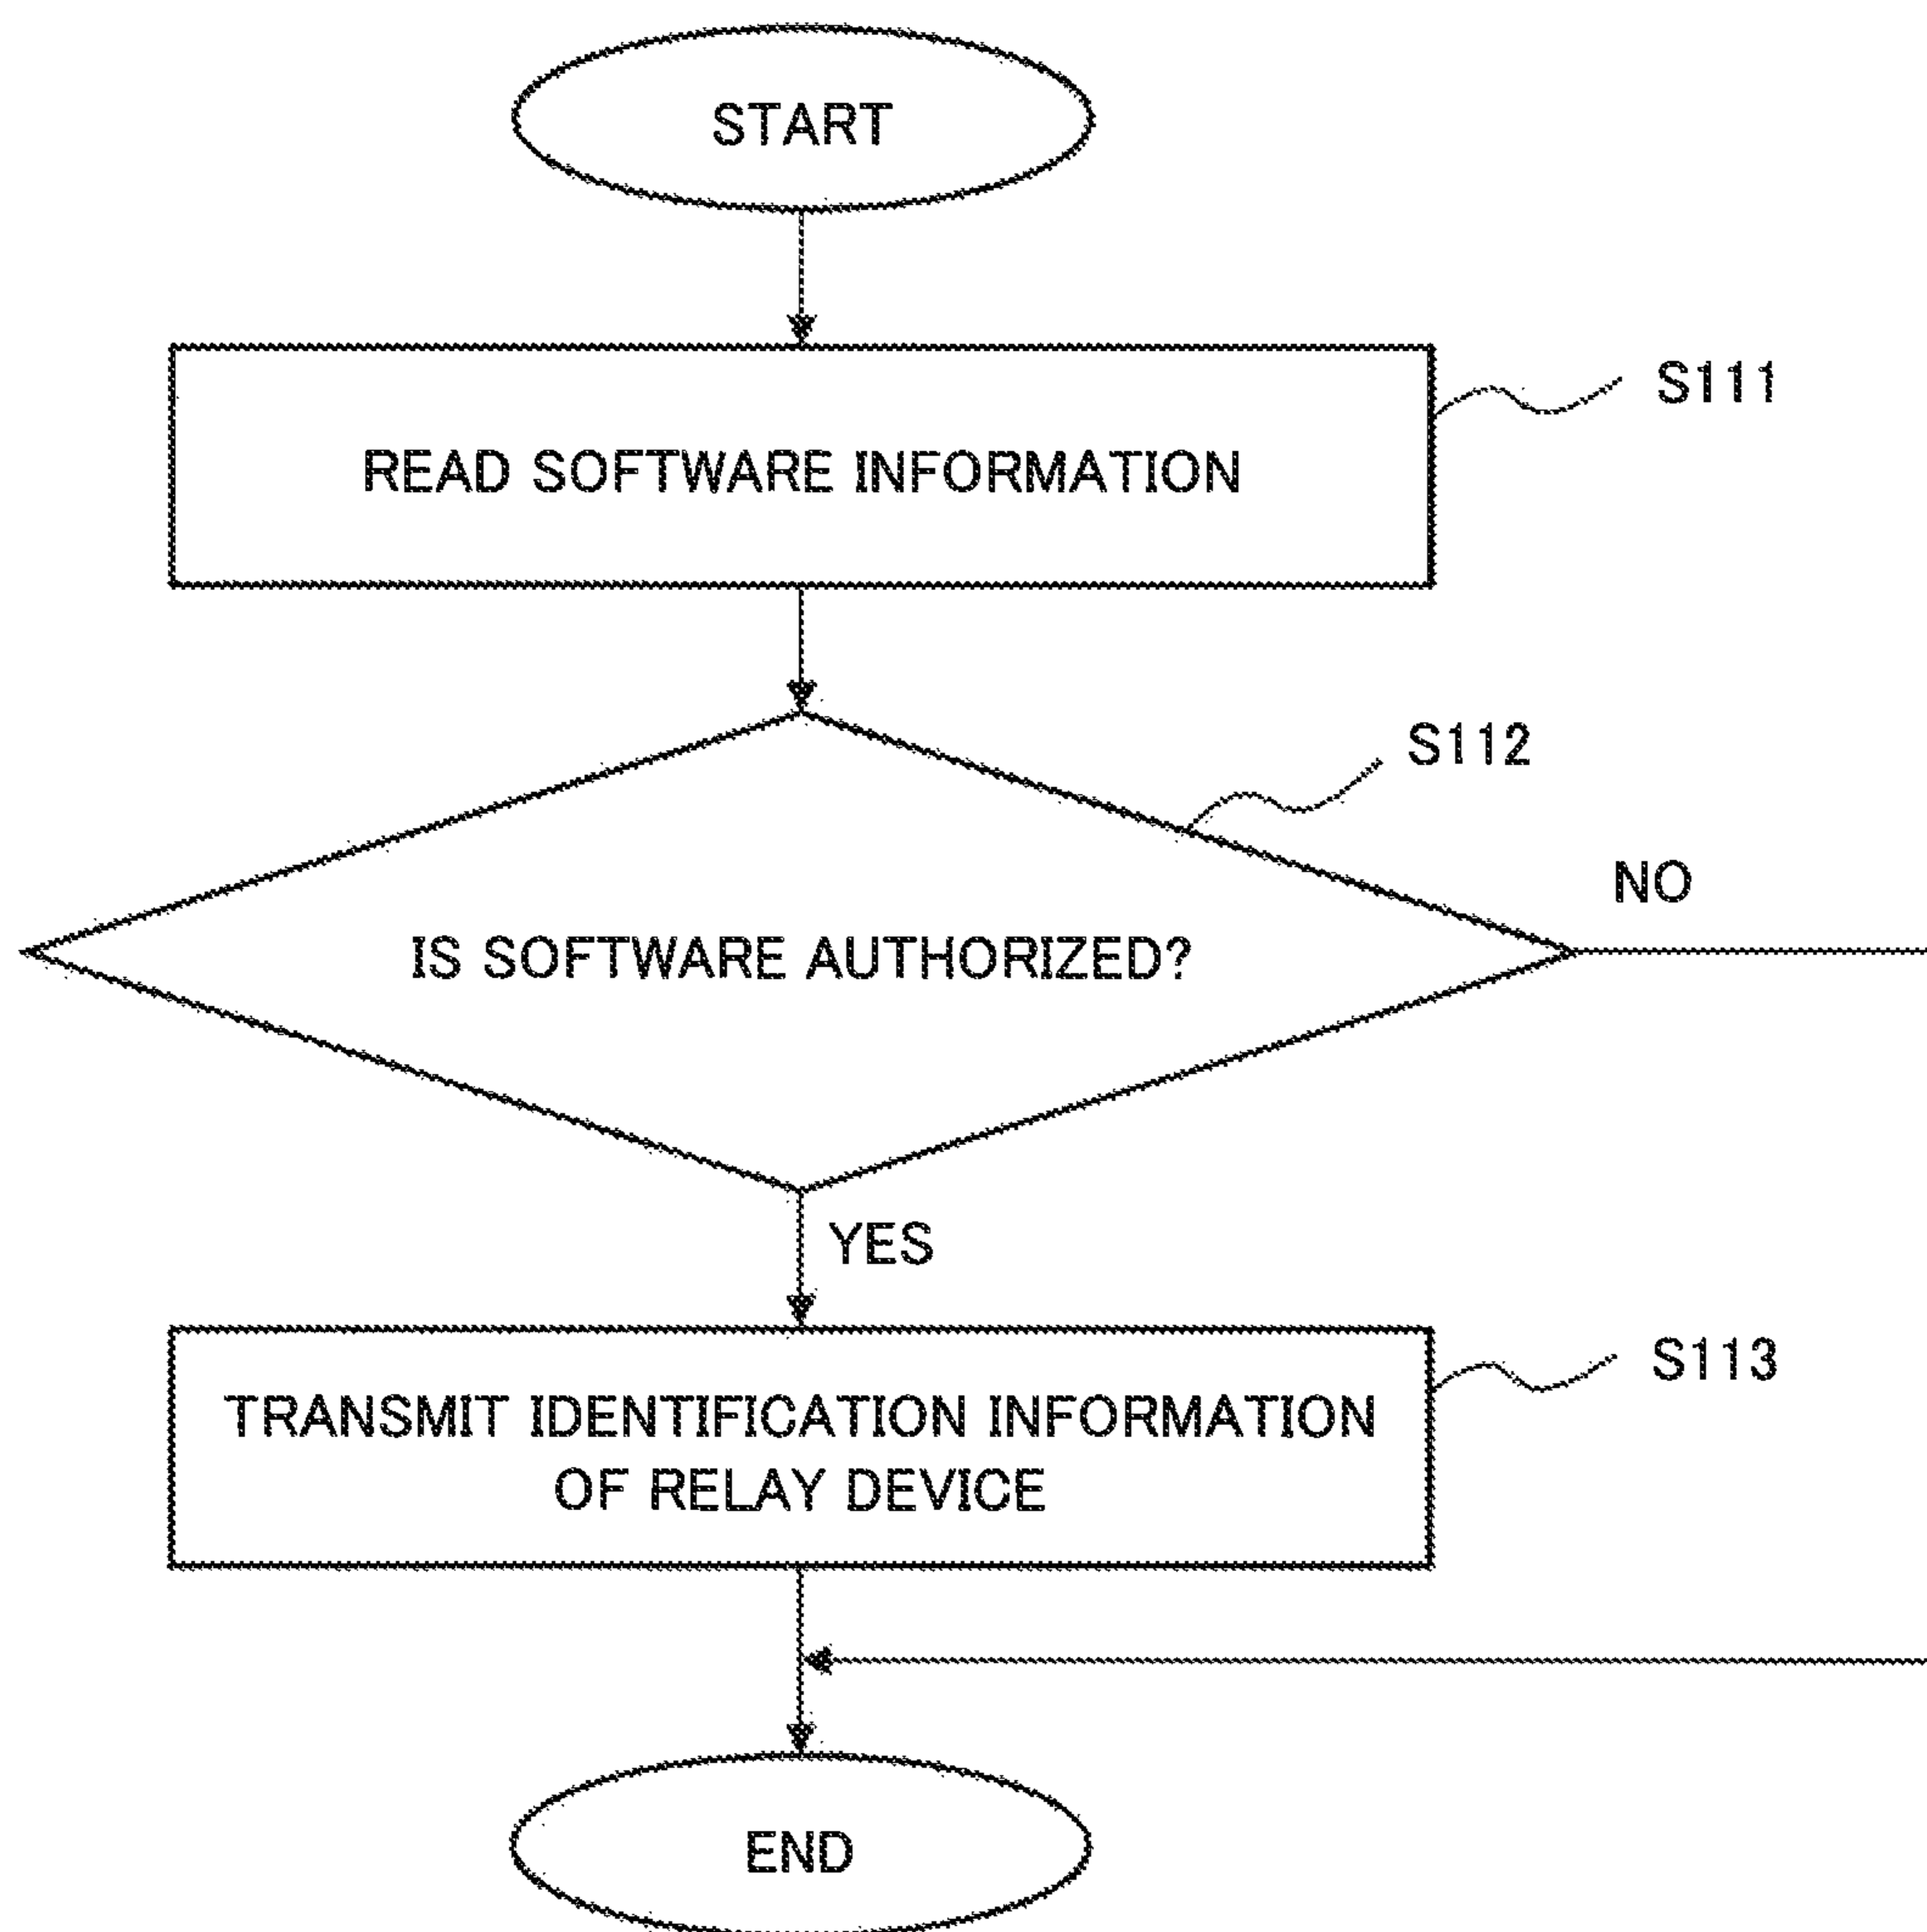 START
READ SOFTWARE INFORMATION
S111
S112
IS SOFTWARE AUTHORIZED?
NO
YES
TRANSMIT IDENTIFICATION INFORMATION
OF RELAY DEVICE
S113
END